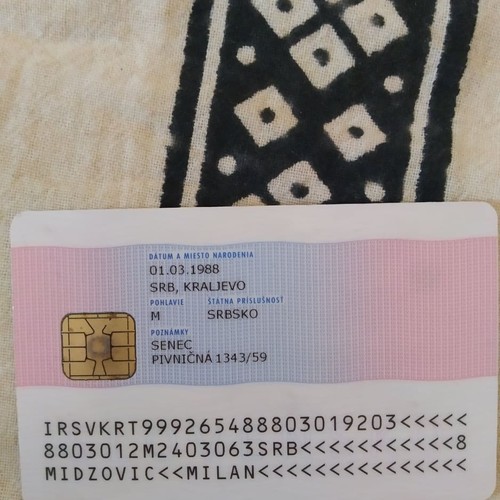 DÁTUM A MIESTO NARODENIA
01.03.1988
SRB, KRALJEVO
POHLAVIE ŠTÁTNA PRÍSLUŠNOSŤ
M SRBSKO
POZNÁMKY
SENEC
PIVNIČNÁ 1343/59
IRSVKRT999265488803019203<<<<<
8803012M2403063SRB<<<<<<<<<<<8
MIDZOVIC<<MILAN<<<<<<<<<<<<<<<